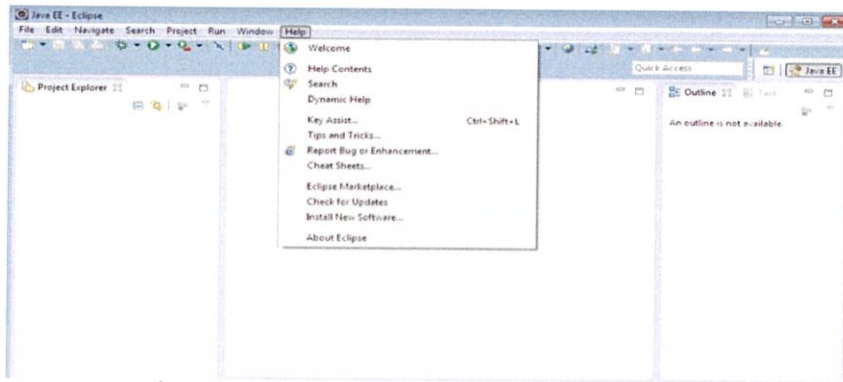 Java EE - Eclipse
File Edit Navigate Search Project Run Window Help
Welcome
Help Contents
Search
Dynamic Help
Key Assist... Ctrl+Shift+L
Tips and Tricks...
Report Bug or Enhancement...
Cheat Sheets...
Eclipse Marketplace...
Check for Updates
Install New Software...
About Eclipse
Quick Access
Java EE
Project Explorer
Outline
Task
An outline is not available.